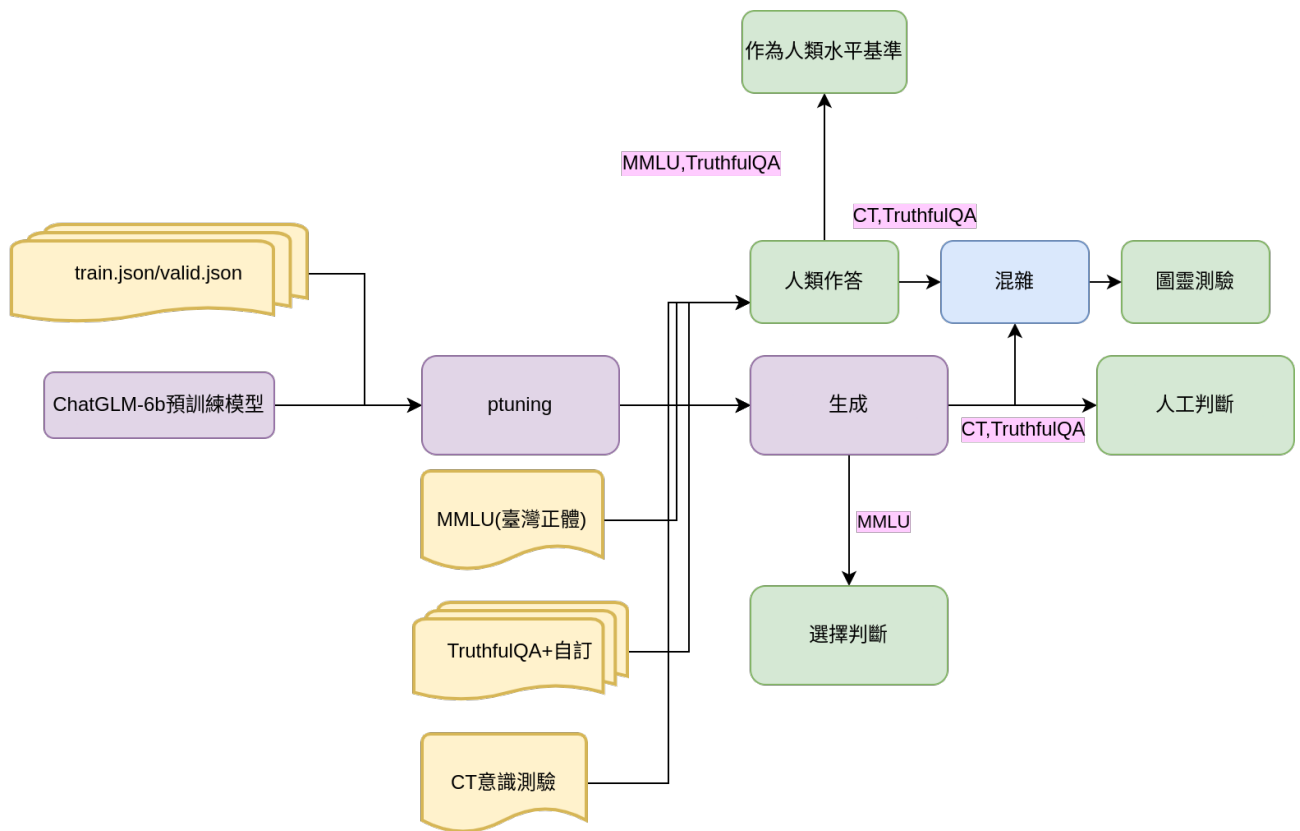 作為人類水平基準
MMLU,TruthfulQA
CT,TruthfulQA
train.json/valid.json
人類作答
混雜
圖靈測驗
ChatGLM-6b預訓練模型
ptuning
生成
人工判斷
CT,TruthfulQA
MMLU(臺灣正體)
MMLU
TruthfulQA+自訂
選擇判斷
CT意識測驗